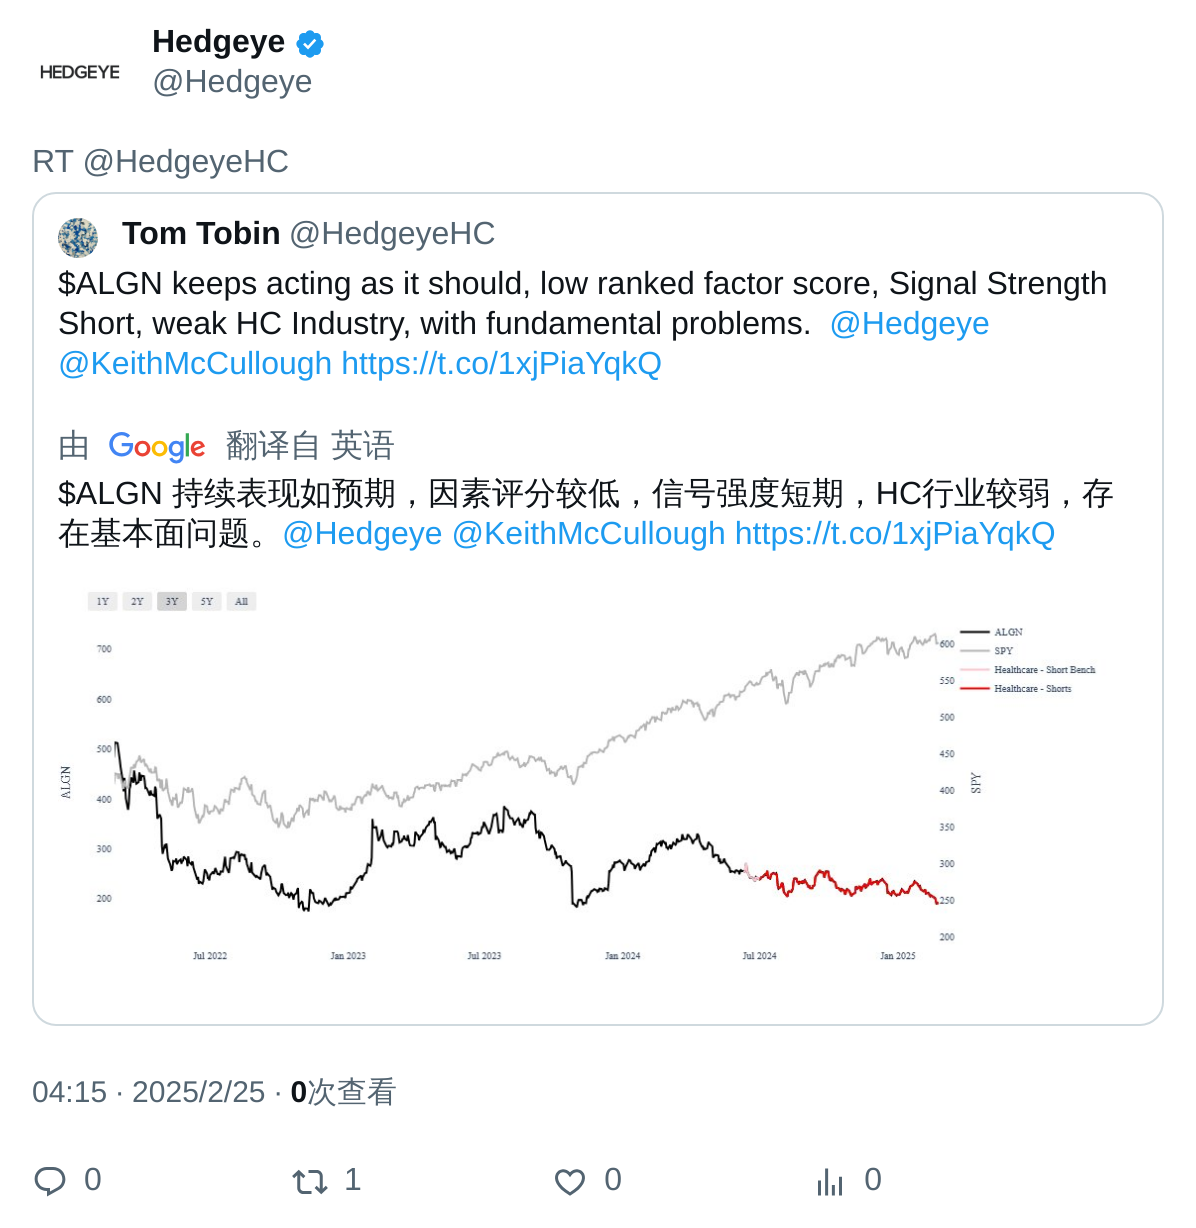 HEDGEYE
Hedgeye
@Hedgeye
RT @HedgeyeHC
Tom Tobin @HedgeyeHC
$ALGN keeps acting as it should, low ranked factor score, Signal Strength
Short, weak HC Industry, with fundamental problems.  @Hedgeye
@KeithMcCullough https://t.co/1xjPiaYqkQ
由 Google 翻译自 英语
$ALGN 持续表现如预期，因素评分较低，信号强度短期，HC行业较弱，存
在基本面问题。@Hedgeye @KeithMcCullough https://t.co/1xjPiaYqkQ
1Y 2Y 3Y 5Y All
ALGN
SPY
Healthcare - Short Bench
Healthcare - Shorts
700
600
500
400
300
200
ALGN
600
550
500
450
400
350
300
250
200
SPY
Jul 2022 Jan 2023 Jul 2023 Jan 2024 Jul 2024 Jan 2025
04:15 · 2025/2/25 · 0次查看
0 1 0 0